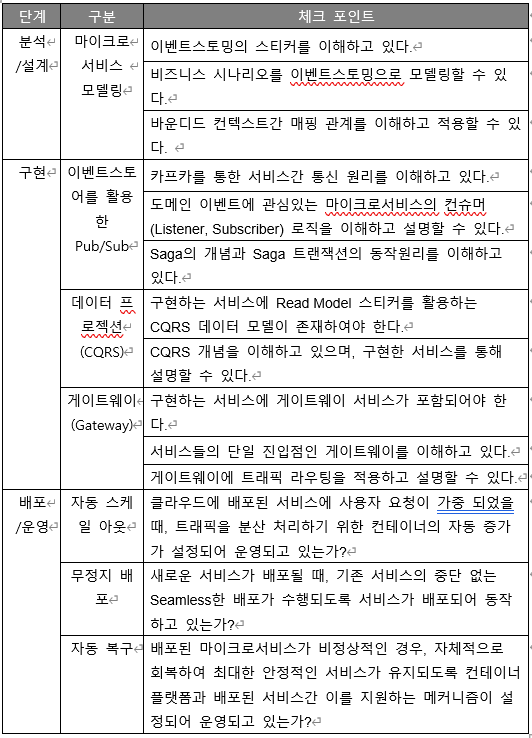 단계 구분 체크 포인트
분석
/설계
마이크로
서비스
모델링
이벤트스토밍의 스티커를 이해하고 있다.
비즈니스 시나리오를 이벤트스토밍으로 모델링할 수 있
다.
바운디드 컨텍스트간 매핑 관계를 이해하고 적용할 수 있
다.
구현
이벤트스토
어를 활용
한
Pub/Sub
카프카를 통한 서비스간 통신 원리를 이해하고 있다.
도메인 이벤트에 관심있는 마이크로서비스의 컨슈머
(Listener, Subscriber) 로직을 이해하고 설명할 수 있다.
Saga의 개념과 Saga 트랜잭션의 동작원리를 이해하고
있다.
데이터 프
로젝션
(CQRS)
구현하는 서비스에 Read Model 스티커를 활용하는
CQRS 데이터 모델이 존재하여야 한다.
CQRS 개념을 이해하고 있으며, 구현한 서비스를 통해
설명할 수 있다.
게이트웨이
(Gateway)
구현하는 서비스에 게이트웨이 서비스가 포함되어야 한
다.
서비스들의 단일 진입점인 게이트웨이를 이해하고 있다.
게이트웨이에 트래픽 라우팅을 적용하고 설명할 수 있다.
배포
/운영
자동 스케
일 아웃
클라우드에 배포된 서비스에 사용자 요청이 가중 되었을
때, 트래픽을 분산 처리하기 위한 컨테이너의 자동 증가
가 설정되어 운영되고 있는가?
무정지 배
포
새로운 서비스가 배포될 때, 기존 서비스의 중단 없는
Seamless한 배포가 수행되도록 서비스가 배포되어 동작
하고 있는가?
자동 복구
배포된 마이크로서비스가 비정상적인 경우, 자체적으로
회복하여 최대한 안정적인 서비스가 유지되도록 컨테이너
플랫폼과 배포된 서비스간 이를 지원하는 메커니즘이 설
정되어 운영되고 있는가?